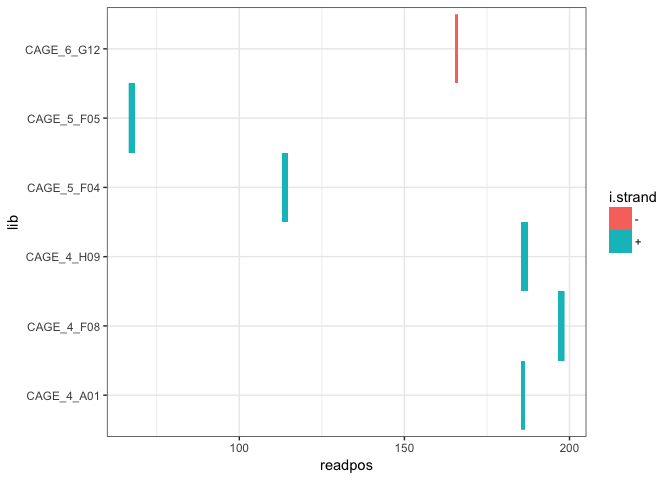 CAGE_6_G12
CAGE_5_F05
CAGE_5_F04
CAGE_4_H09
CAGE_4_F08
CAGE_4_A01
lib
100
150
200
readpos
i.strand
-
+